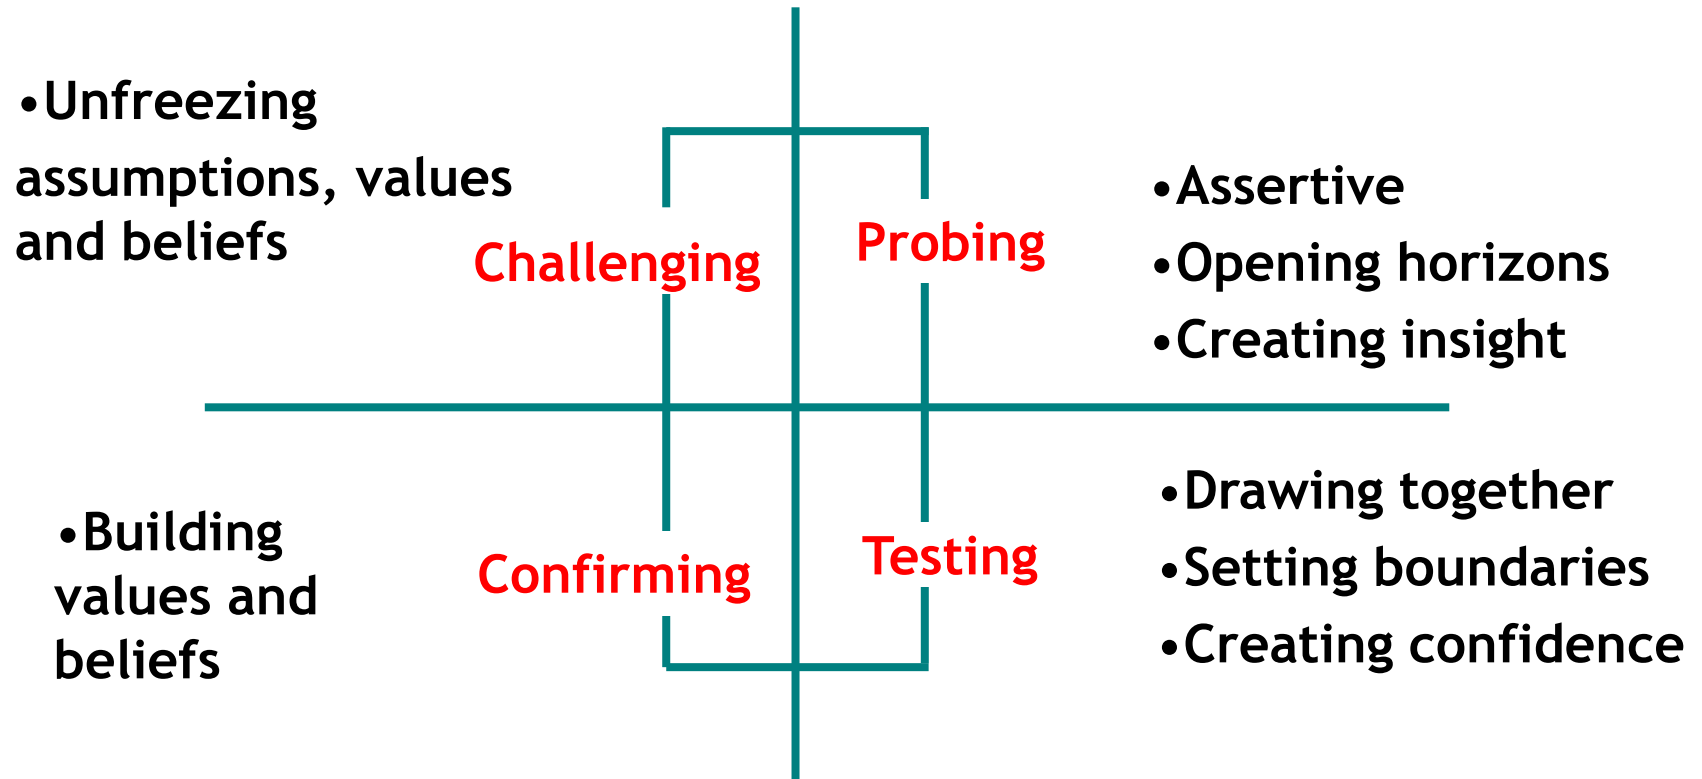 •Unfreezing
assumptions, values
and beliefs
Challenging
Probing
•Assertive
•Opening horizons
•Creating insight
•Building
values and
beliefs
Confirming
Testing
•Drawing together
•Setting boundaries
•Creating confidence